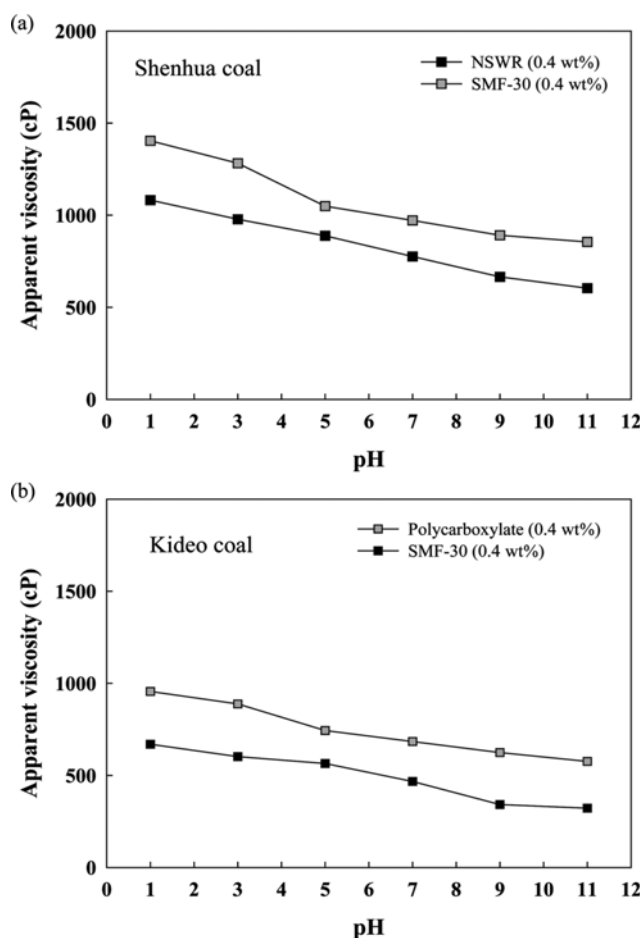 (a)
2000
1500
1000
500
0
Apparent viscosity (cP)
Shenhua coal
NSWR (0.4 wt%)
SMF-30 (0.4 wt%)
0 1 2 3 4 5 6 7 8 9 10 11 12
pH
(b)
2000
1500
1000
500
0
Apparent viscosity (cP)
Kideo coal
Polycarboxylate (0.4 wt%)
SMF-30 (0.4 wt%)
0 1 2 3 4 5 6 7 8 9 10 11 12
pH